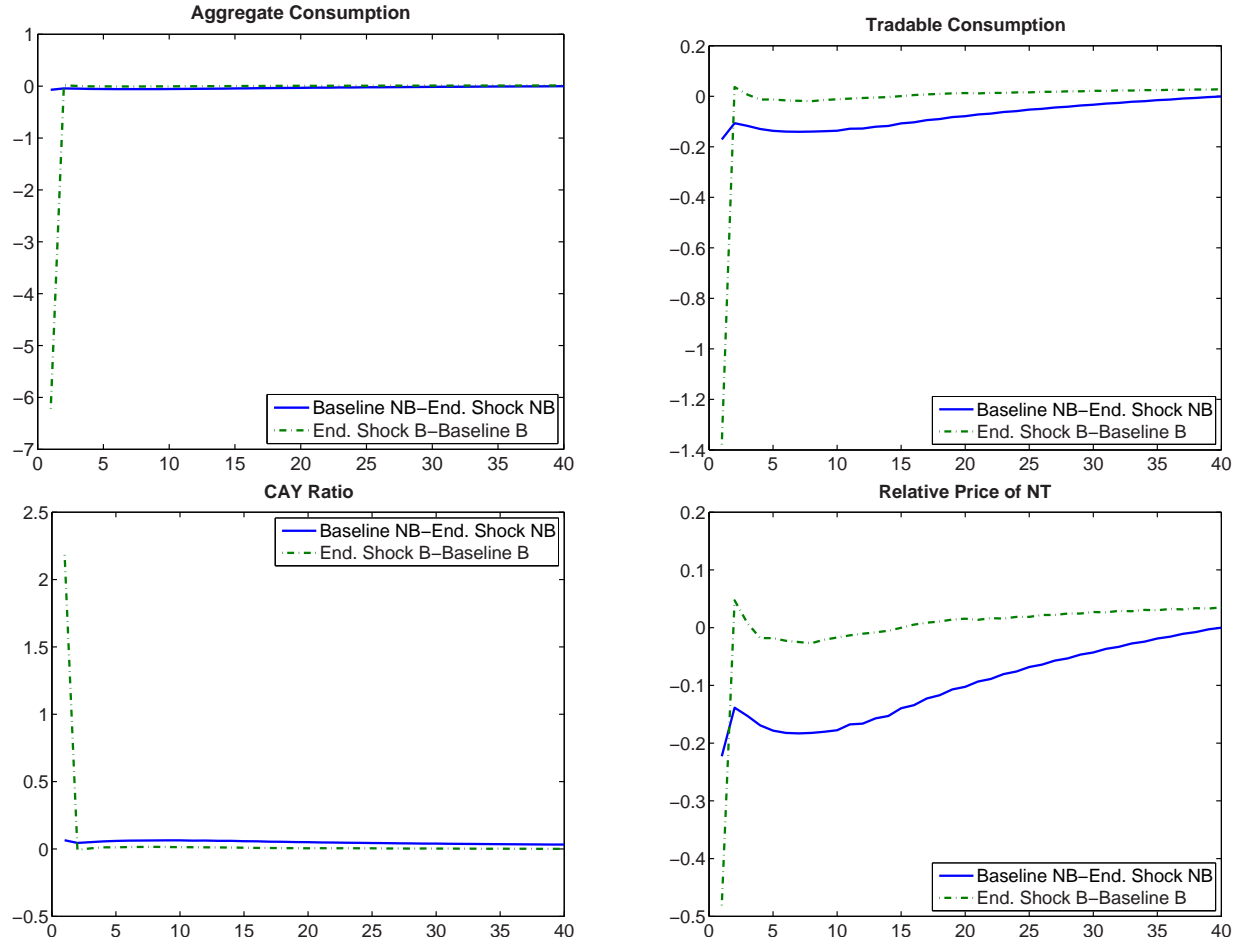 Aggregate Consumption
1
0
−1
−2
−3
−4
−5
−6
−7
0 5 10 15 20 25 30 35 40
Baseline NB−End. Shock NB
End. Shock B−Baseline B
Tradable Consumption
0.2
0
−0.2
−0.4
−0.6
−0.8
−1
−1.2
−1.4
0 5 10 15 20 25 30 35 40
Baseline NB−End. Shock NB
End. Shock B−Baseline B
CAY Ratio
2.5
2
1.5
1
0.5
0
−0.5
0 5 10 15 20 25 30 35 40
Baseline NB−End. Shock NB
End. Shock B−Baseline B
Relative Price of NT
0.2
0.1
0
−0.1
−0.2
−0.3
−0.4
−0.5
0 5 10 15 20 25 30 35 40
Baseline NB−End. Shock NB
End. Shock B−Baseline B